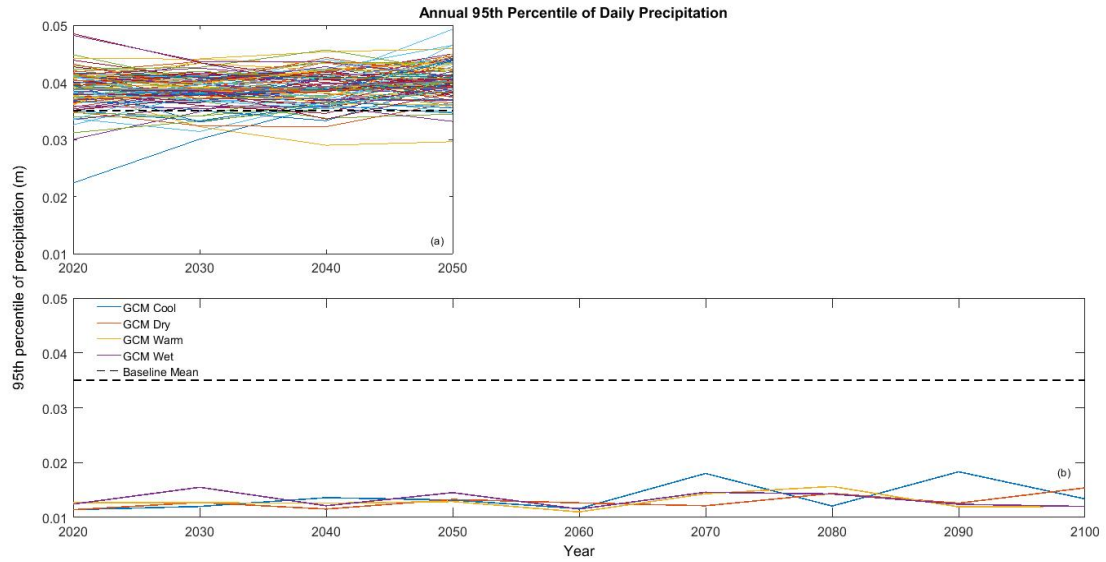 Annual 95th Percentile of Daily Precipitation
95th percentile of precipitation (m)
0.05
0.04
0.03
0.02
0.01
(a)
2020 2030 2040 2050
0.05
0.04
0.03
0.02
0.01
GCM Cool
GCM Dry
GCM Warm
GCM Wet
Baseline Mean
(b)
2020 2030 2040 2050 2060 2070 2080 2090 2100
Year